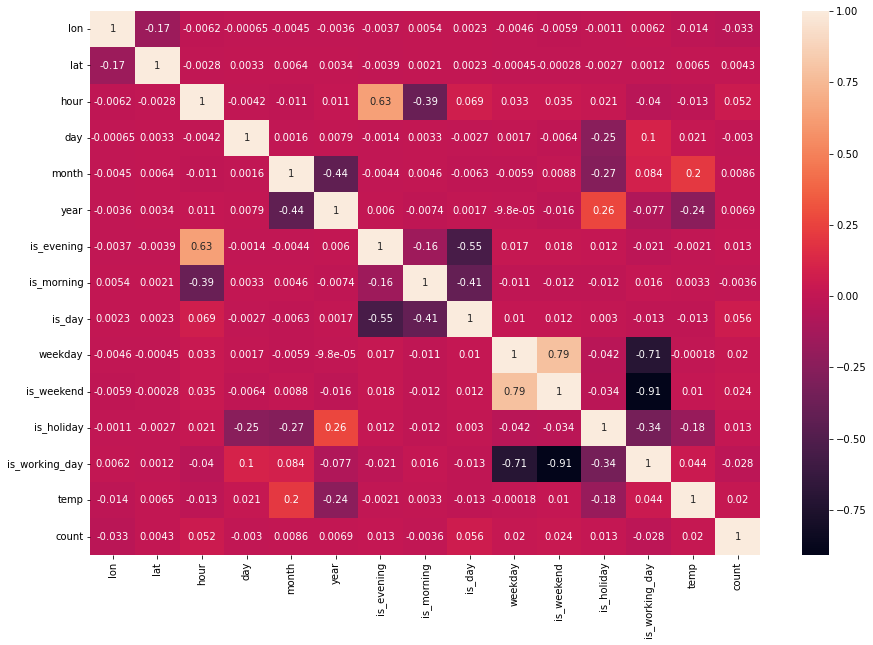 lon 1 -0.17 -0.0062 -0.00065 -0.0045 -0.0036 -0.0037 0.0054 0.0023 -0.0046 -0.0059 -0.0011 0.0062 -0.014 -0.033
lat -0.17 1 -0.0028 0.0033 0.0064 0.0034 -0.0039 0.0021 0.0023 -0.00045 -0.00028 -0.0027 0.0012 0.0065 0.0043
hour -0.0062 -0.0028 1 -0.0042 -0.011 0.011 0.63 -0.39 0.069 0.033 0.035 0.021 -0.04 -0.013 0.052
day -0.00065 0.0033 -0.0042 1 0.0016 0.0079 -0.0014 0.0033 -0.0027 0.0017 -0.0064 -0.25 0.1 0.021 -0.003
month -0.0045 0.0064 -0.011 0.0016 1 -0.44 -0.0044 0.0046 -0.0063 -0.0059 0.0088 -0.27 0.084 0.2 0.0086
year -0.0036 0.0034 0.011 0.0079 -0.44 1 0.006 -0.0074 0.0017 -9.8e-05 -0.016 0.26 -0.077 -0.24 0.0069
is_evening -0.0037 -0.0039 0.63 -0.0014 -0.0044 0.006 1 -0.16 -0.55 0.017 0.018 0.012 -0.021 -0.0021 0.013
is_morning 0.0054 0.0021 -0.39 0.0033 0.0046 -0.0074 -0.16 1 -0.41 -0.011 -0.012 -0.012 0.016 0.0033 -0.0036
is_day 0.0023 0.0023 0.069 -0.0027 -0.0063 0.0017 -0.55 -0.41 1 0.01 0.012 0.003 -0.013 -0.013 0.056
weekday -0.0046 -0.00045 0.033 0.0017 -0.0059 -9.8e-05 0.017 -0.011 0.01 1 0.79 -0.042 -0.71 -0.00018 0.02
is_weekend -0.0059 -0.00028 0.035 -0.0064 0.0088 -0.016 0.018 -0.012 0.012 0.79 1 -0.034 -0.91 0.01 0.024
is_holiday -0.0011 -0.0027 0.021 -0.25 -0.27 0.26 0.012 -0.012 0.003 -0.042 -0.034 1 -0.34 -0.18 0.013
is_working_day 0.0062 0.0012 -0.04 0.1 0.084 -0.077 -0.021 0.016 -0.013 -0.71 -0.91 -0.34 1 0.044 -0.028
temp -0.014 0.0065 -0.013 0.021 0.2 -0.24 -0.0021 0.0033 -0.013 -0.00018 0.01 -0.18 0.044 1 0.02
count -0.033 0.0043 0.052 -0.003 0.0086 0.0069 0.013 -0.0036 0.056 0.02 0.024 0.013 -0.028 0.02 1
lon lat hour day month year is_evening is_morning is_day weekday is_weekend is_holiday is_working_day temp count
1.00
0.75
0.50
0.25
0.00
−0.25
−0.50
−0.75